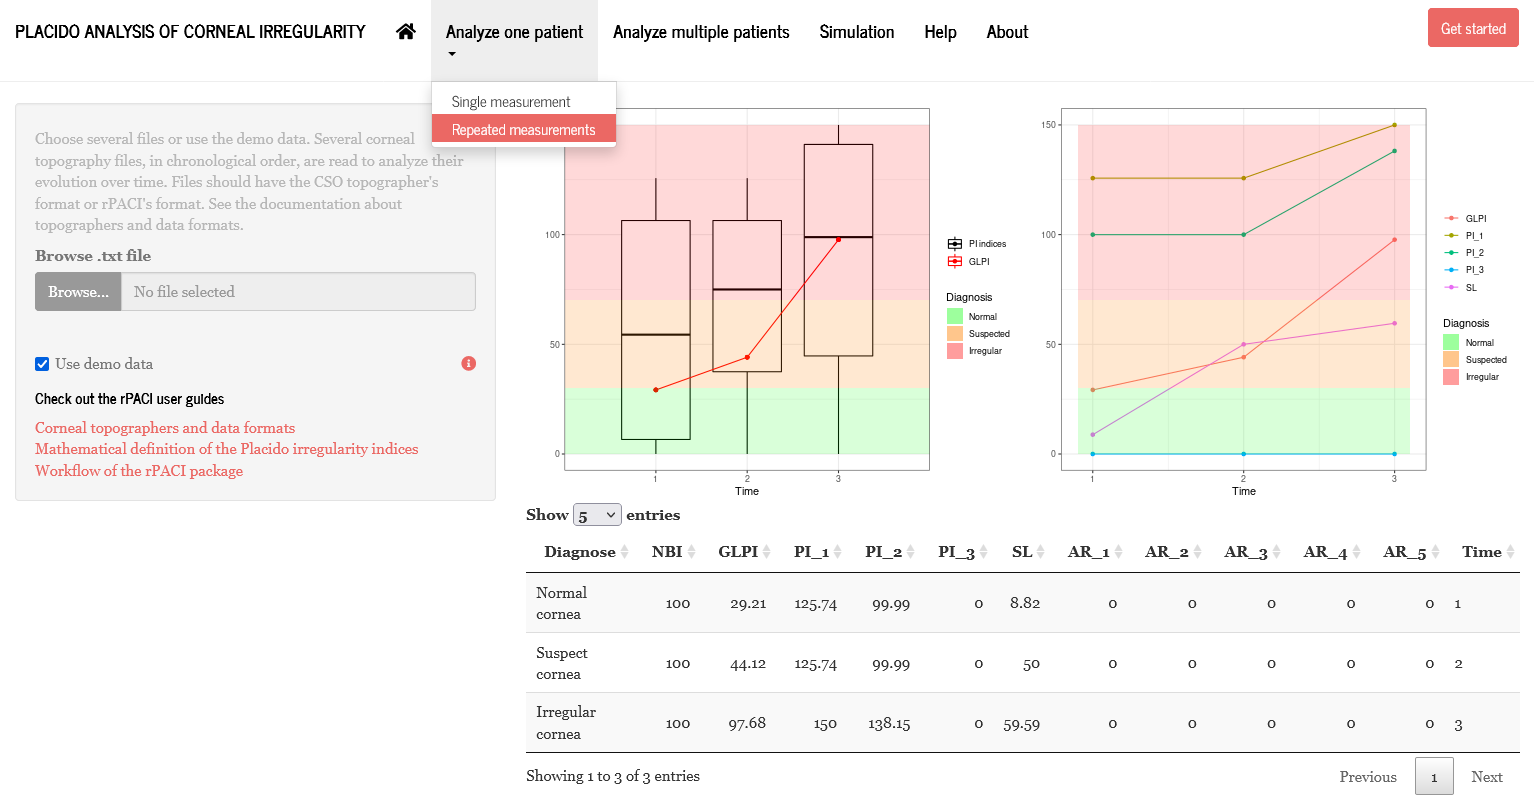 PLACIDO ANALYSIS OF CORNEAL IRREGULARITY
Analyze one patient
Analyze multiple patients
Simulation
Help
About
Get started
Single measurement
Repeated measurements
Choose several files or use the demo data. Several corneal
topography files, in chronological order, are read to analyze their
evolution over time. Files should have the CSO topographer's
format or rPACI's format. See the documentation about
topographers and data formats.
Browse .txt file
Browse... No file selected
Use demo data
Check out the rPACI user guides
Corneal topographers and data formats
Mathematical definition of the Placido irregularity indices
Workflow of the rPACI package
100
50
0
1 2 3
Time
PI indices
GLPI
Diagnosis
Normal
Suspected
Irregular
150
100
50
0
1 2 3
Time
GLPI
PI_1
PI_2
PI_3
SL
Diagnosis
Normal
Suspected
Irregular
Show 5 entries
Diagnose NBI GLPI PI_1 PI_2 PI_3 SL AR_1 AR_2 AR_3 AR_4 AR_5 Time
Normal
cornea
100 29.21 125.74 99.99 0 8.82 0 0 0 0 0 1
Suspect
cornea
100 44.12 125.74 99.99 0 50 0 0 0 0 0 2
Irregular
cornea
100 97.68 150 138.15 0 59.59 0 0 0 0 0 3
Showing 1 to 3 of 3 entries
Previous 1 Next